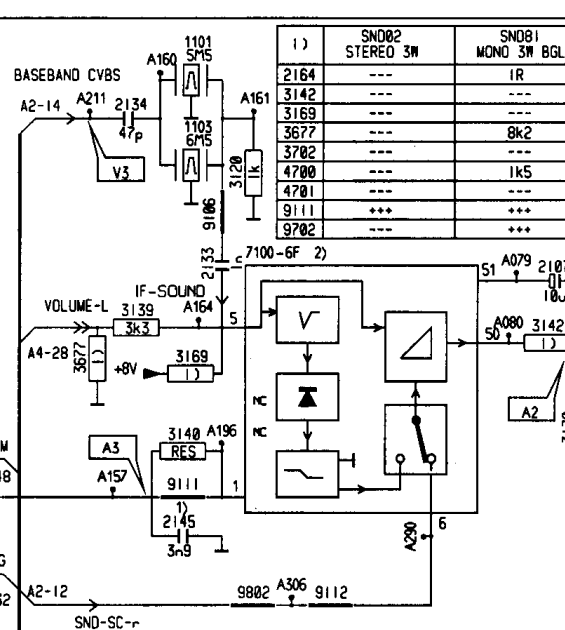 1) SND02 SND81
STEREO 3W MONO 3W BGL
2164 --- 1R
3142 --- ---
3169 --- ---
3677 --- 8k2
3702 --- ---
4700 --- 1k5
4701 --- ---
9111 +++ +++
9702 --- +++
1101
5M5
A160
BASEBAND CVBS
A2-14
A211
2134
47p
V3
1103
6M5
A161
3120
1k
9106
2133
7100-6F 2)
51
A079
2107
IF-SOUND
VOLUME-L
3139
3k3
A164
5
A4-28
3677
1)
+8V
3169
1)
50
A080
3142
1)
A2
NC
NC
M
48
A3
3140
RES
A196
A157
9111
1)
1
2145
3n9
6
A290
G
62
A2-12
9802
A306
9112
SND-SC-r